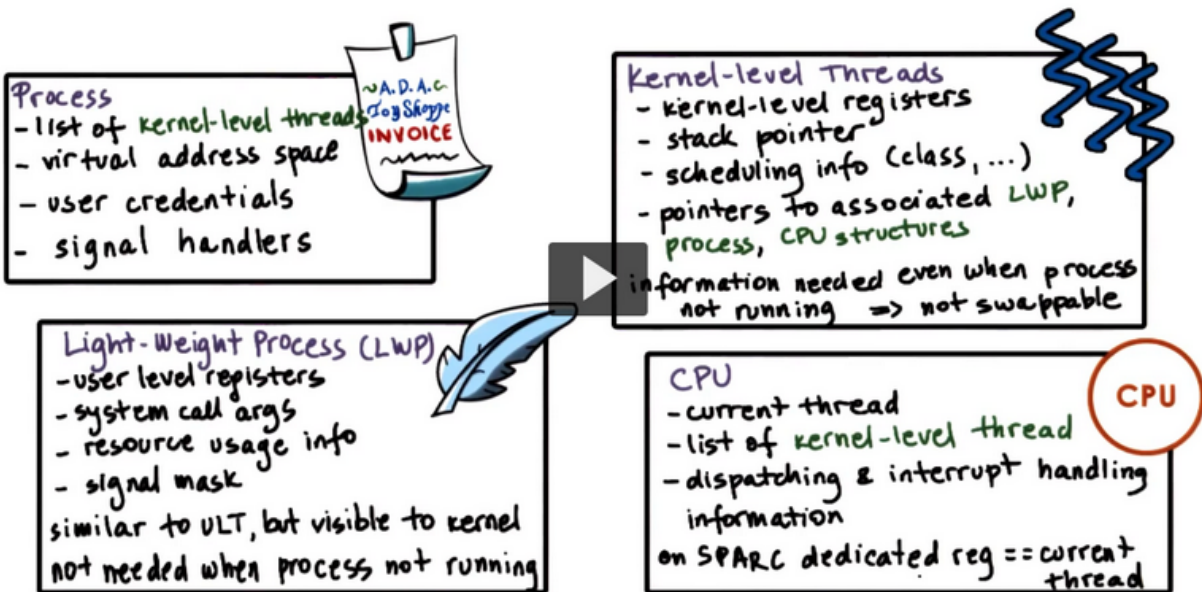 Process
- list of kernel-level threads
- virtual address space
- user credentials
- signal handlers
~A.D.A.
Toy Shoppe
INVOICE
Kernel-level Threads
- kernel-level registers
- stack pointer
- scheduling info (class, ...)
- pointers to associated LWP,
process, CPU structures
information needed even when process
not running => not swappable
Light-Weight Process (LWP)
- user level registers
- system call args
- resource usage info
- signal mask
similar to ULT, but visible to kernel
not needed when process not running
CPU
- current thread
- list of kernel-level thread
- dispatching & interrupt handling
information
on SPARC dedicated reg == current
thread
CPU